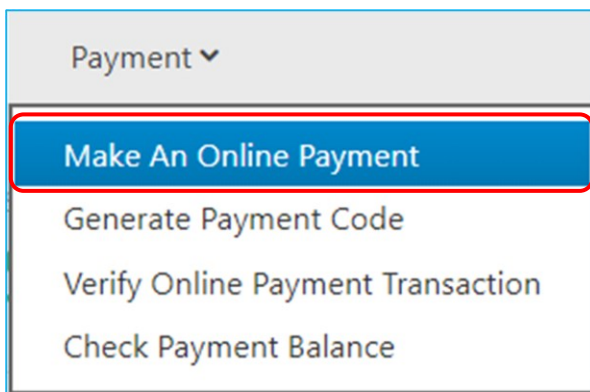 Payment
Make An Online Payment
Generate Payment Code
Verify Online Payment Transaction
Check Payment Balance